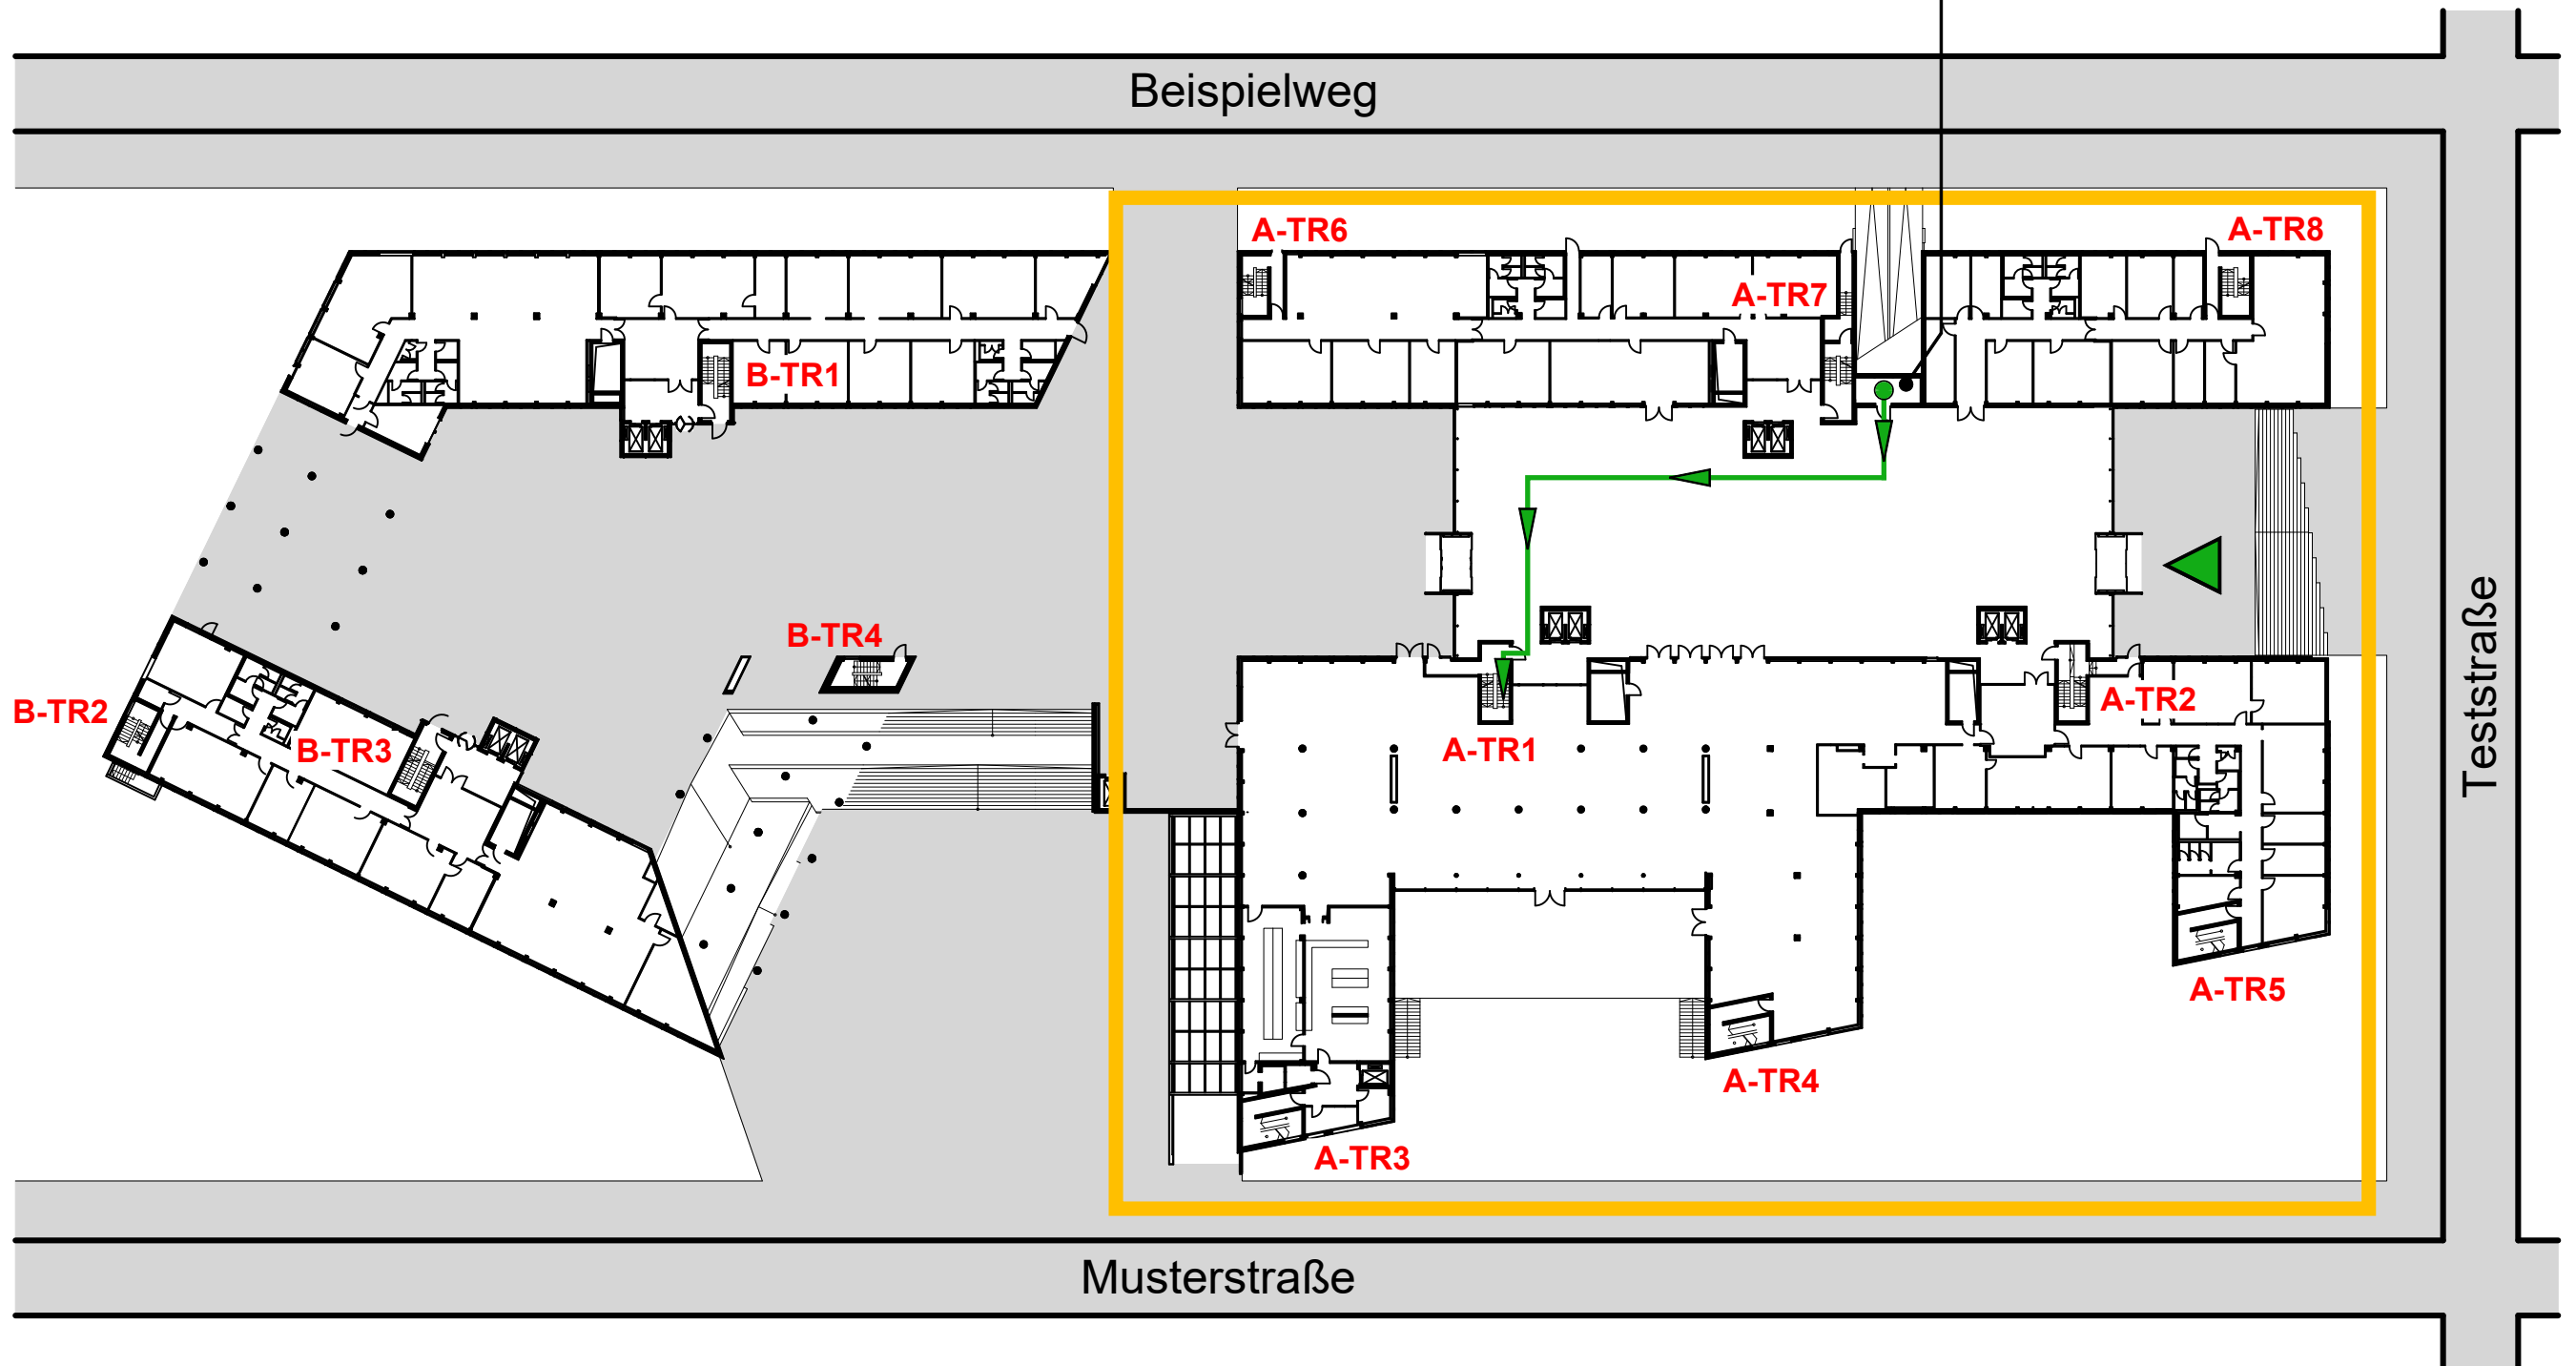 Beispielweg
A-TR6
A-TR8
A-TR7
B-TR1
Teststraße
B-TR4
B-TR2
B-TR3
A-TR1
A-TR2
A-TR5
A-TR4
A-TR3
Musterstraße